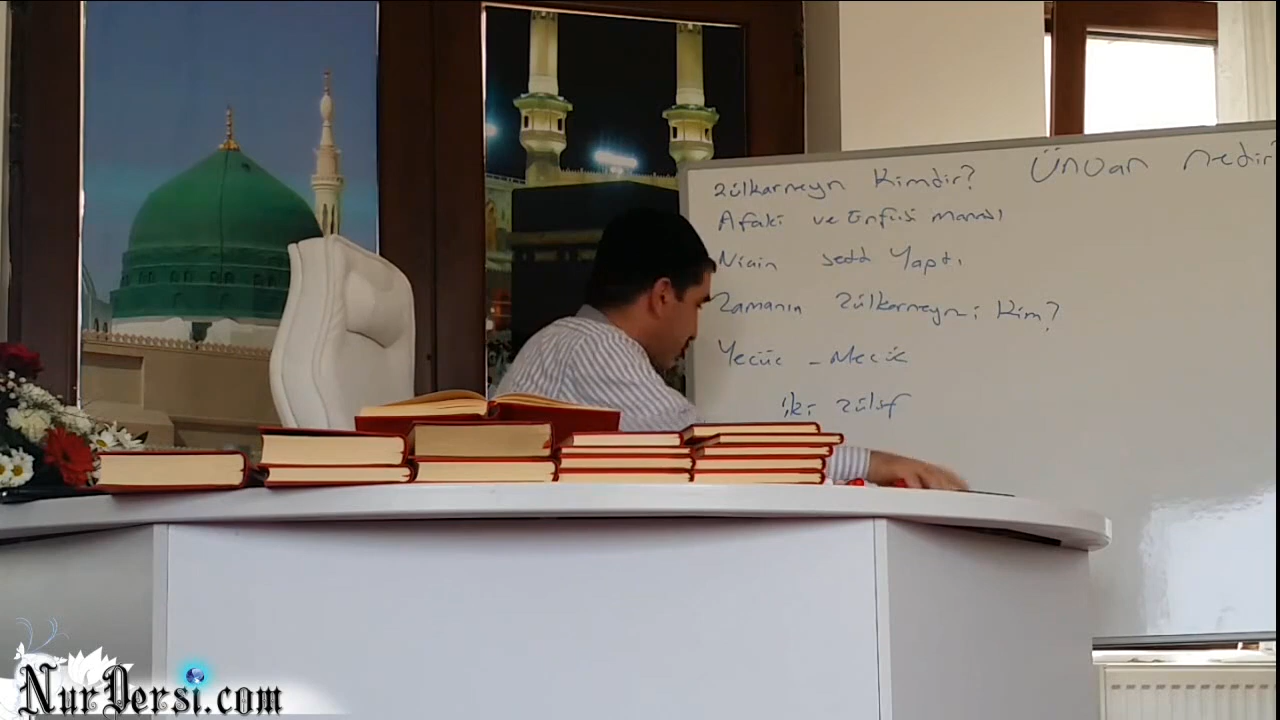 Zülkarneyn Kimdir? Ünvan nedir?
Afaki ve Enfüsi manası
Niçin sedd Yaptı
Zamanın Zülkarneyni Kim?
Yecüc - Mecüc
iki zülüf
NurDersi.com